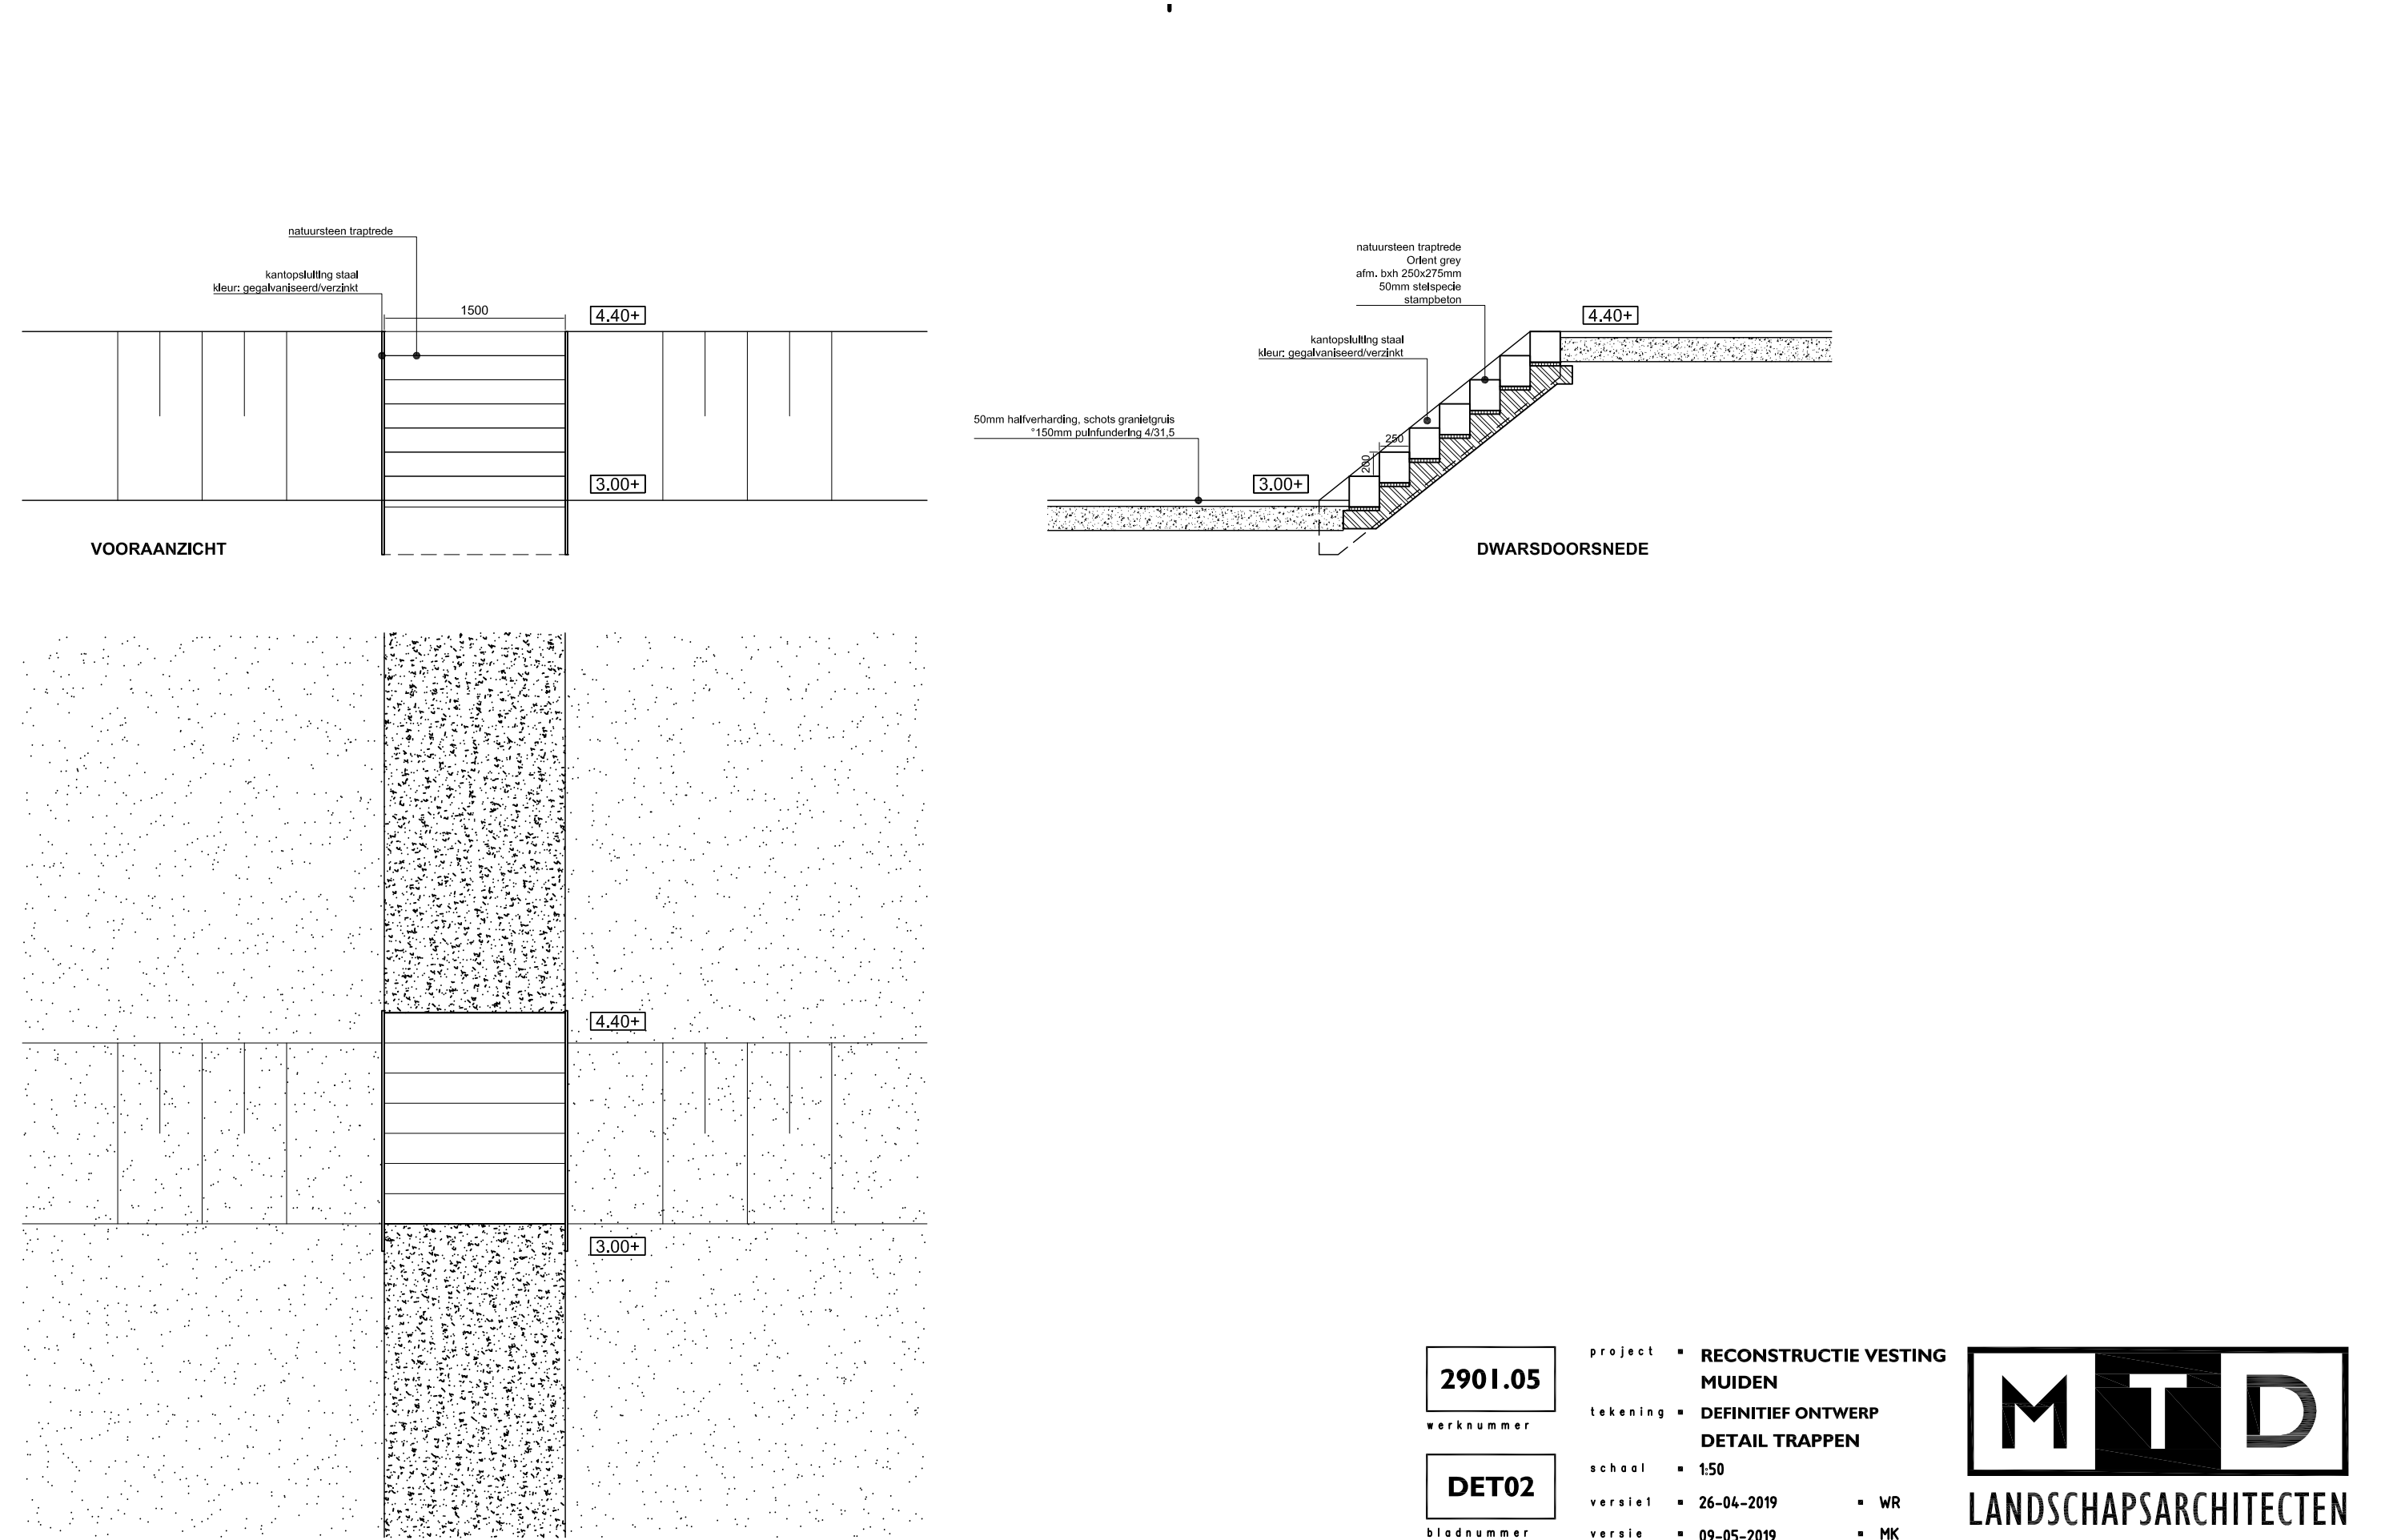 natuursteen traptrede
kantopsluiting staal
kleur: gegalvaniseerd/verzinkt
1500
4.40+
3.00+
VOORAANZICHT
natuursteen traptrede
Orient grey
afm. bxh 250x275mm
50mm stelspecie
stampbeton
4.40+
kantopsluiting staal
kleur: gegalvaniseerd/verzinkt
50mm halfverharding, schots granietgruis
°150mm puinfundering 4/31,5
250
200
3.00+
DWARSDOORSNEDE
4.40+
3.00+
2901.05
werknummer
DET02
bladnummer
project ▪ RECONSTRUCTIE VESTING
MUIDEN
tekening ▪ DEFINITIEF ONTWERP
DETAIL TRAPPEN
schaal ▪ 1:50
versie1 ▪ 26-04-2019 ▪ WR
versie ▪ 09-05-2019 ▪ MK
MTD
LANDSCHAPSARCHITECTEN